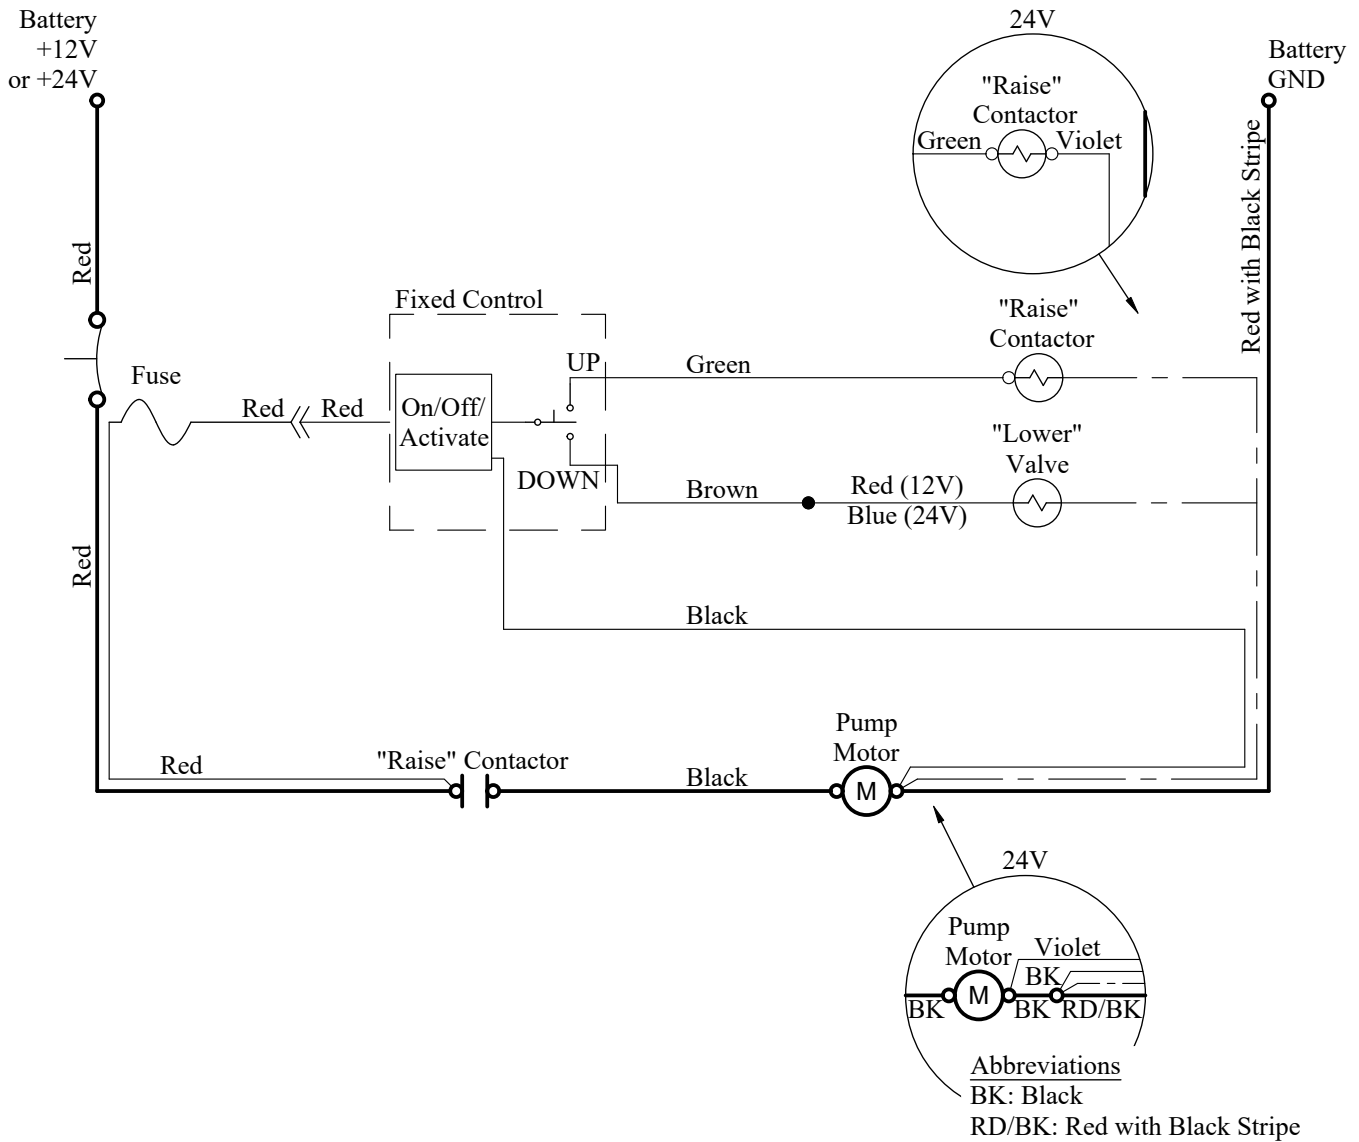 Battery
+12V
or +24V
24V
Battery
GND
"Raise"
Contactor
Green
Violet
Red with Black Stripe
Red
Fixed Control
"Raise"
Contactor
UP
Green
Fuse
Red
Red
On/Off/
Activate
"Lower"
Valve
DOWN
Brown
Red (12V)
Blue (24V)
Red
Black
Pump
Motor
Red
"Raise" Contactor
Black
M
24V
Pump
Motor
Violet
BK
M
BK
BK
RD/BK
Abbreviations
BK: Black
RD/BK: Red with Black Stripe